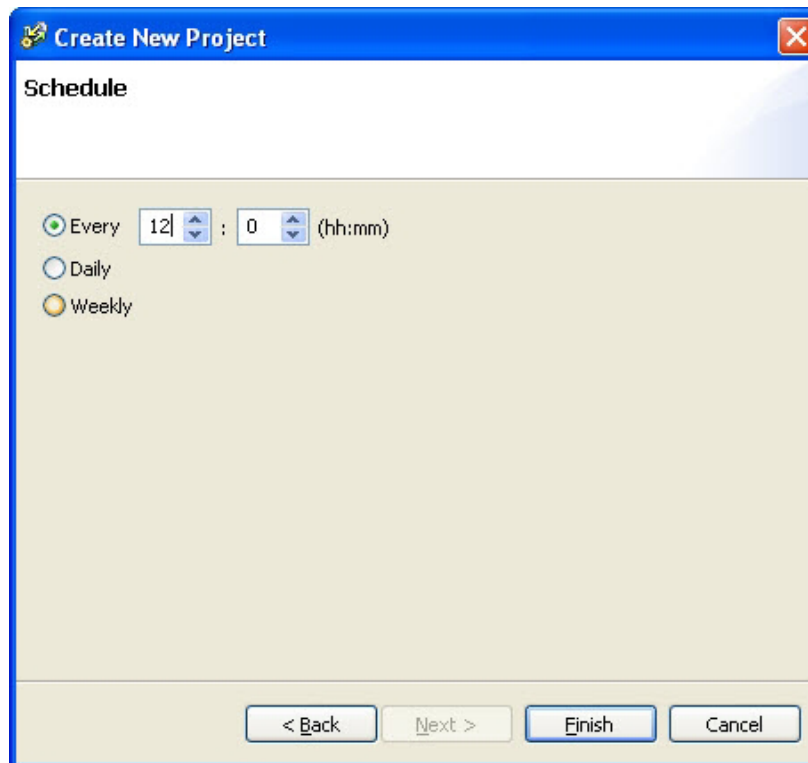 Create New Project
Schedule
Every 12 : 0 (hh:mm)
Daily
Weekly
< Back Next > Finish Cancel